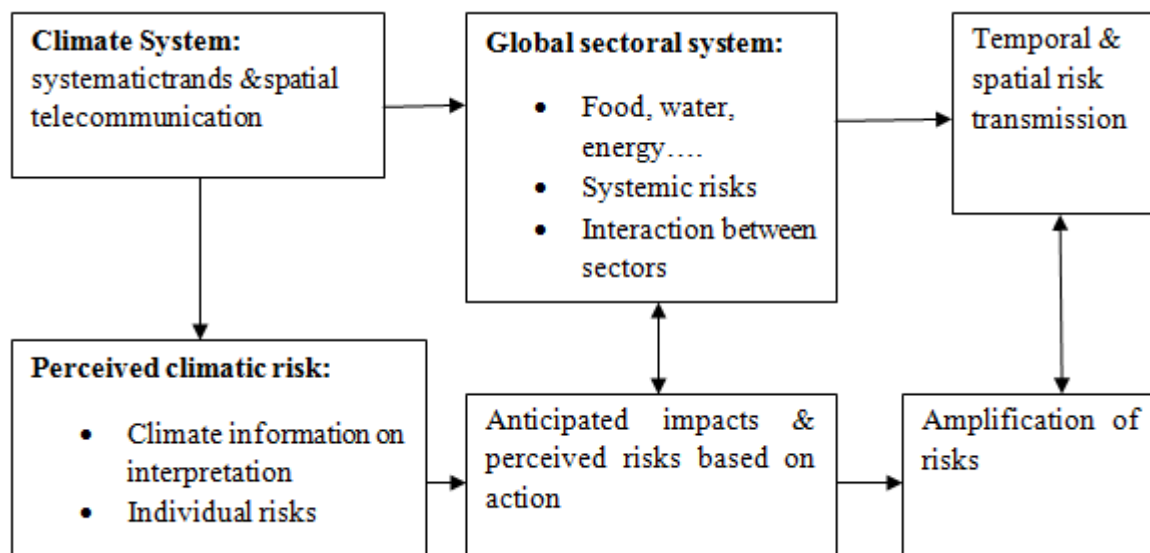 Climate System:
systematictrands &spatial
telecommunication
Global sectoral system:
• Food, water,
energy….
• Systemic risks
• Interaction between
sectors
Temporal &
spatial risk
transmission
Perceived climatic risk:
• Climate information on
interpretation
• Individual risks
Anticipated impacts &
perceived risks based on
action
Amplification of
risks